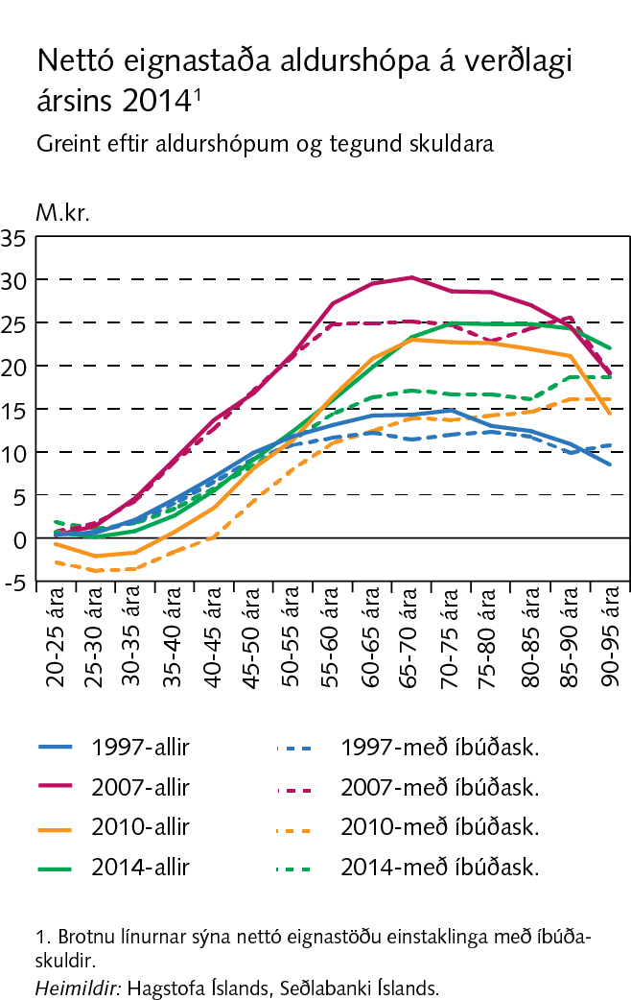 Nettó eignastaða aldurshópa á verðlagi
ársins 2014¹
Greint eftir aldurshópum og tegund skuldara
M.kr.
35
30
25
20
15
10
5
0
-5
20-25 ára
25-30 ára
30-35 ára
35-40 ára
40-45 ára
45-50 ára
50-55 ára
55-60 ára
60-65 ára
65-70 ára
70-75 ára
75-80 ára
80-85 ára
85-90 ára
90-95 ára
1997-allir
1997-með íbúðask.
2007-allir
2007-með íbúðask.
2010-allir
2010-með íbúðask.
2014-allir
2014-með íbúðask.
1. Brotnu línurnar sýna nettó eignastöðu einstaklinga með íbúða-
skuldir.
Heimildir: Hagstofa Íslands, Seðlabanki Íslands.